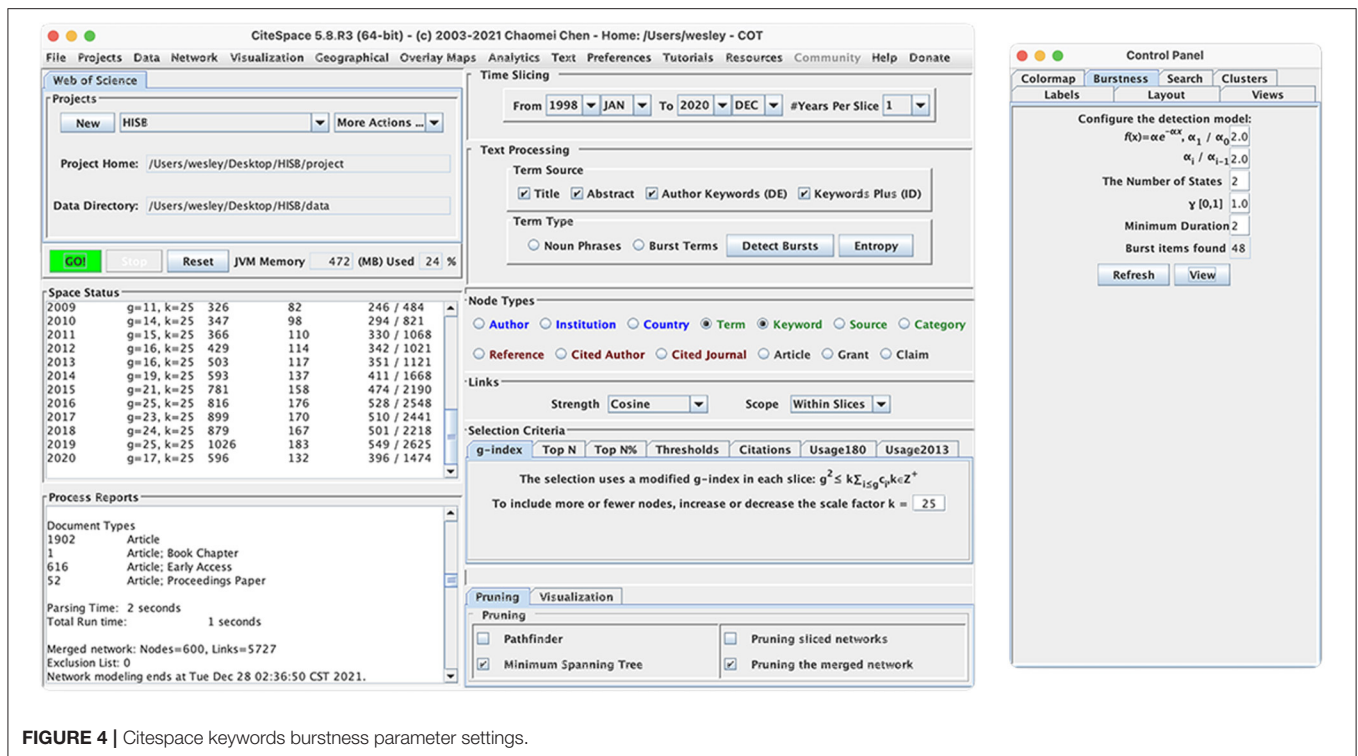 CiteSpace 5.8.R3 (64-bit) - (c) 2003-2021 Chaomei Chen - Home: /Users/wesley - COT
File Projects Data Network Visualization Geographical Overlay Maps Analytics Text Preferences Tutorials Resources Community Help Donate
Web of Science
Projects
New HISB More Actions ...
Project Home: /Users/wesley/Desktop/HISB/project
Data Directory: /Users/wesley/Desktop/HISB/data
GO! Stop Reset JVM Memory 472 (MB) Used 24 %
Space Status
2009 g=11, k=25 326 82 246 / 484
2010 g=14, k=25 347 98 294 / 821
2011 g=15, k=25 366 110 330 / 1068
2012 g=16, k=25 429 114 342 / 1021
2013 g=16, k=25 503 117 351 / 1121
2014 g=19, k=25 593 137 411 / 1668
2015 g=21, k=25 781 158 474 / 2190
2016 g=25, k=25 816 176 528 / 2548
2017 g=23, k=25 899 170 510 / 2441
2018 g=24, k=25 879 167 501 / 2218
2019 g=25, k=25 1026 183 549 / 2625
2020 g=17, k=25 596 132 396 / 1474
Process Reports
Document Types
1902 Article
1 Article; Book Chapter
616 Article; Early Access
52 Article; Proceedings Paper
Parsing Time: 2 seconds
Total Run time: 1 seconds
Merged network: Nodes=600, Links=5727
Exclusion List: 0
Network modeling ends at Tue Dec 28 02:36:50 CST 2021.
Time Slicing
From 1998 JAN To 2020 DEC #Years Per Slice 1
Text Processing
Term Source
Title Abstract Author Keywords (DE) Keywords Plus (ID)
Term Type
Noun Phrases Burst Terms Detect Bursts Entropy
Node Types
Author Institution Country Term Keyword Source Category
Reference Cited Author Cited Journal Article Grant Claim
Links
Strength Cosine Scope Within Slices
Selection Criteria
g-index Top N Top N% Thresholds Citations Usage180 Usage2013
The selection uses a modified g-index in each slice: g² ≤ kΣᵢ≤g cᵢ, k∈Z⁺
To include more or fewer nodes, increase or decrease the scale factor k = 25
Pruning Visualization
Pruning
Pathfinder Pruning sliced networks
Minimum Spanning Tree Pruning the merged network
Control Panel
Colormap Burstness Search Clusters
Labels Layout Views
Configure the detection model:
f(x)=αe^-αx, α₁ / α₀ 2.0
αᵢ / αᵢ₋₁ 2.0
The Number of States 2
γ [0,1] 1.0
Minimum Duration 2
Burst items found 48
Refresh View
FIGURE 4 | Citespace keywords burstness parameter settings.